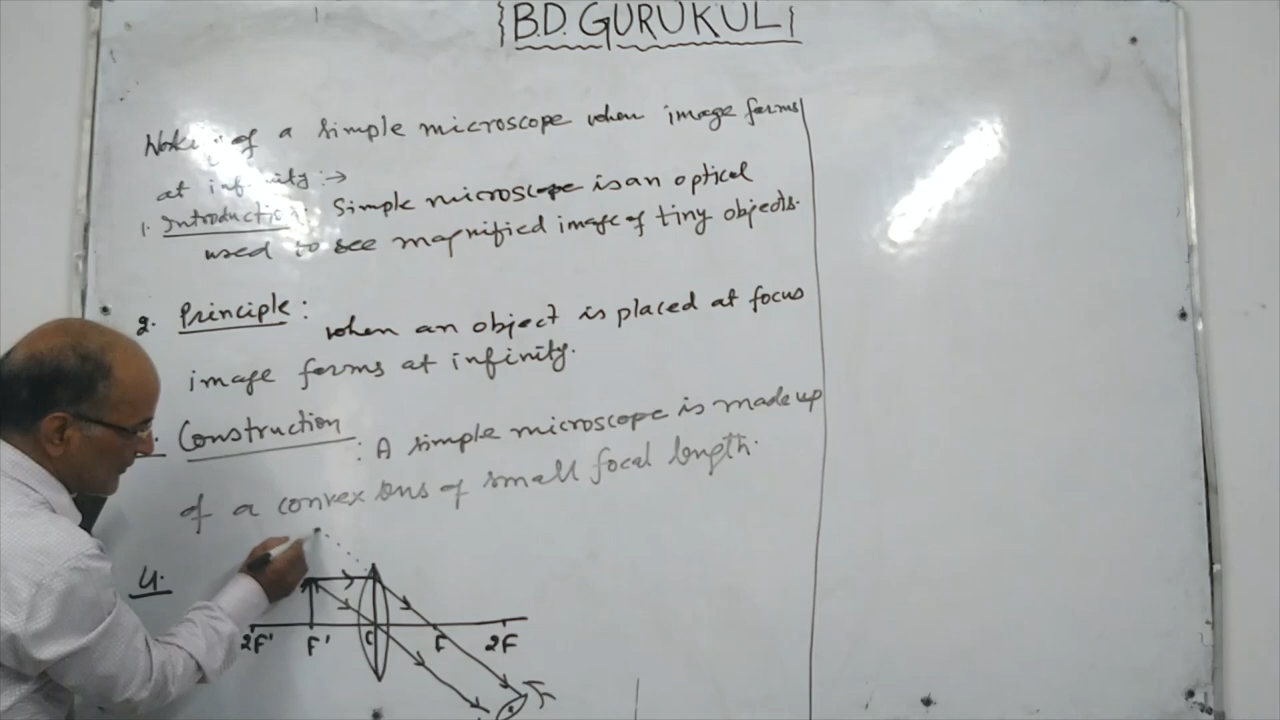 B.D. GURUKUL
of a simple microscope when image forms
at infinity :→
1. Introduction: Simple microscope is an optical
used to see magnified image of tiny objects.
2. Principle : when an object is placed at focus
image forms at infinity.
Construction : A simple microscope is made up
of a convex lens of small focal length.
4.
2F' F' C F 2F